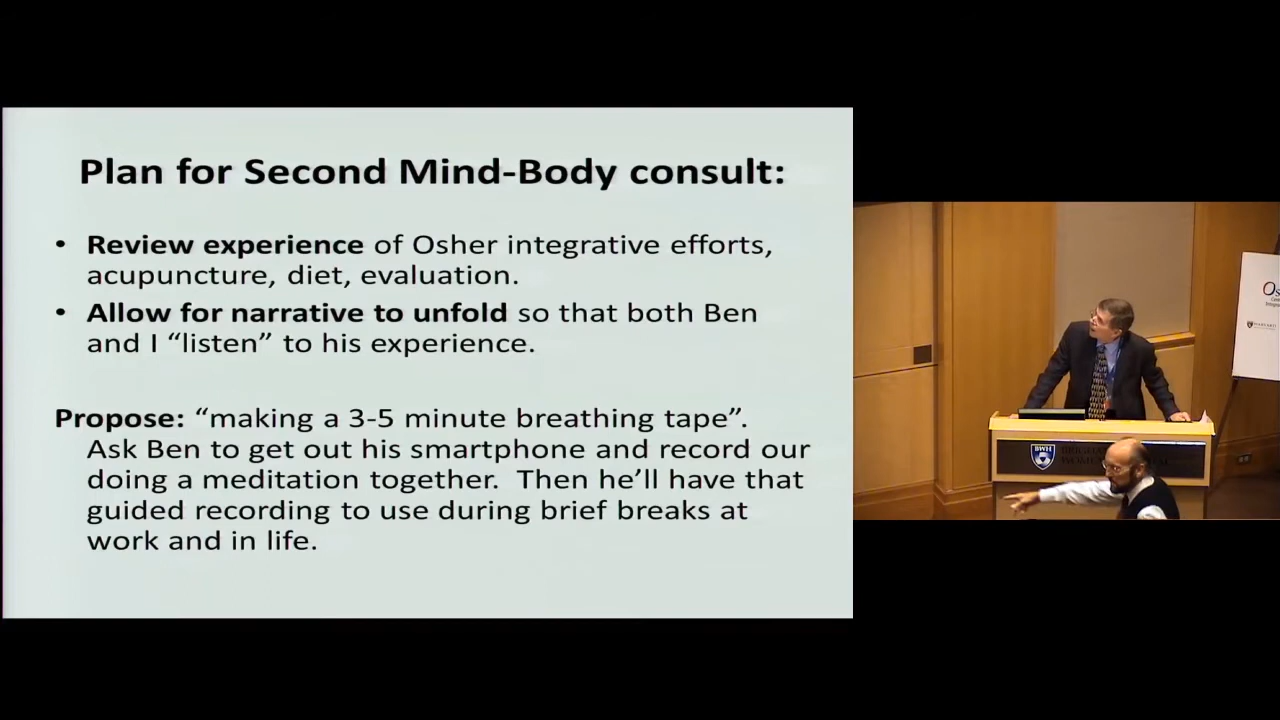 Plan for Second Mind-Body consult:
• Review experience of Osher integrative efforts,
acupuncture, diet, evaluation.
• Allow for narrative to unfold so that both Ben
and I “listen” to his experience.
Propose: “making a 3-5 minute breathing tape”.
Ask Ben to get out his smartphone and record our
doing a meditation together. Then he’ll have that
guided recording to use during brief breaks at
work and in life.
BWH